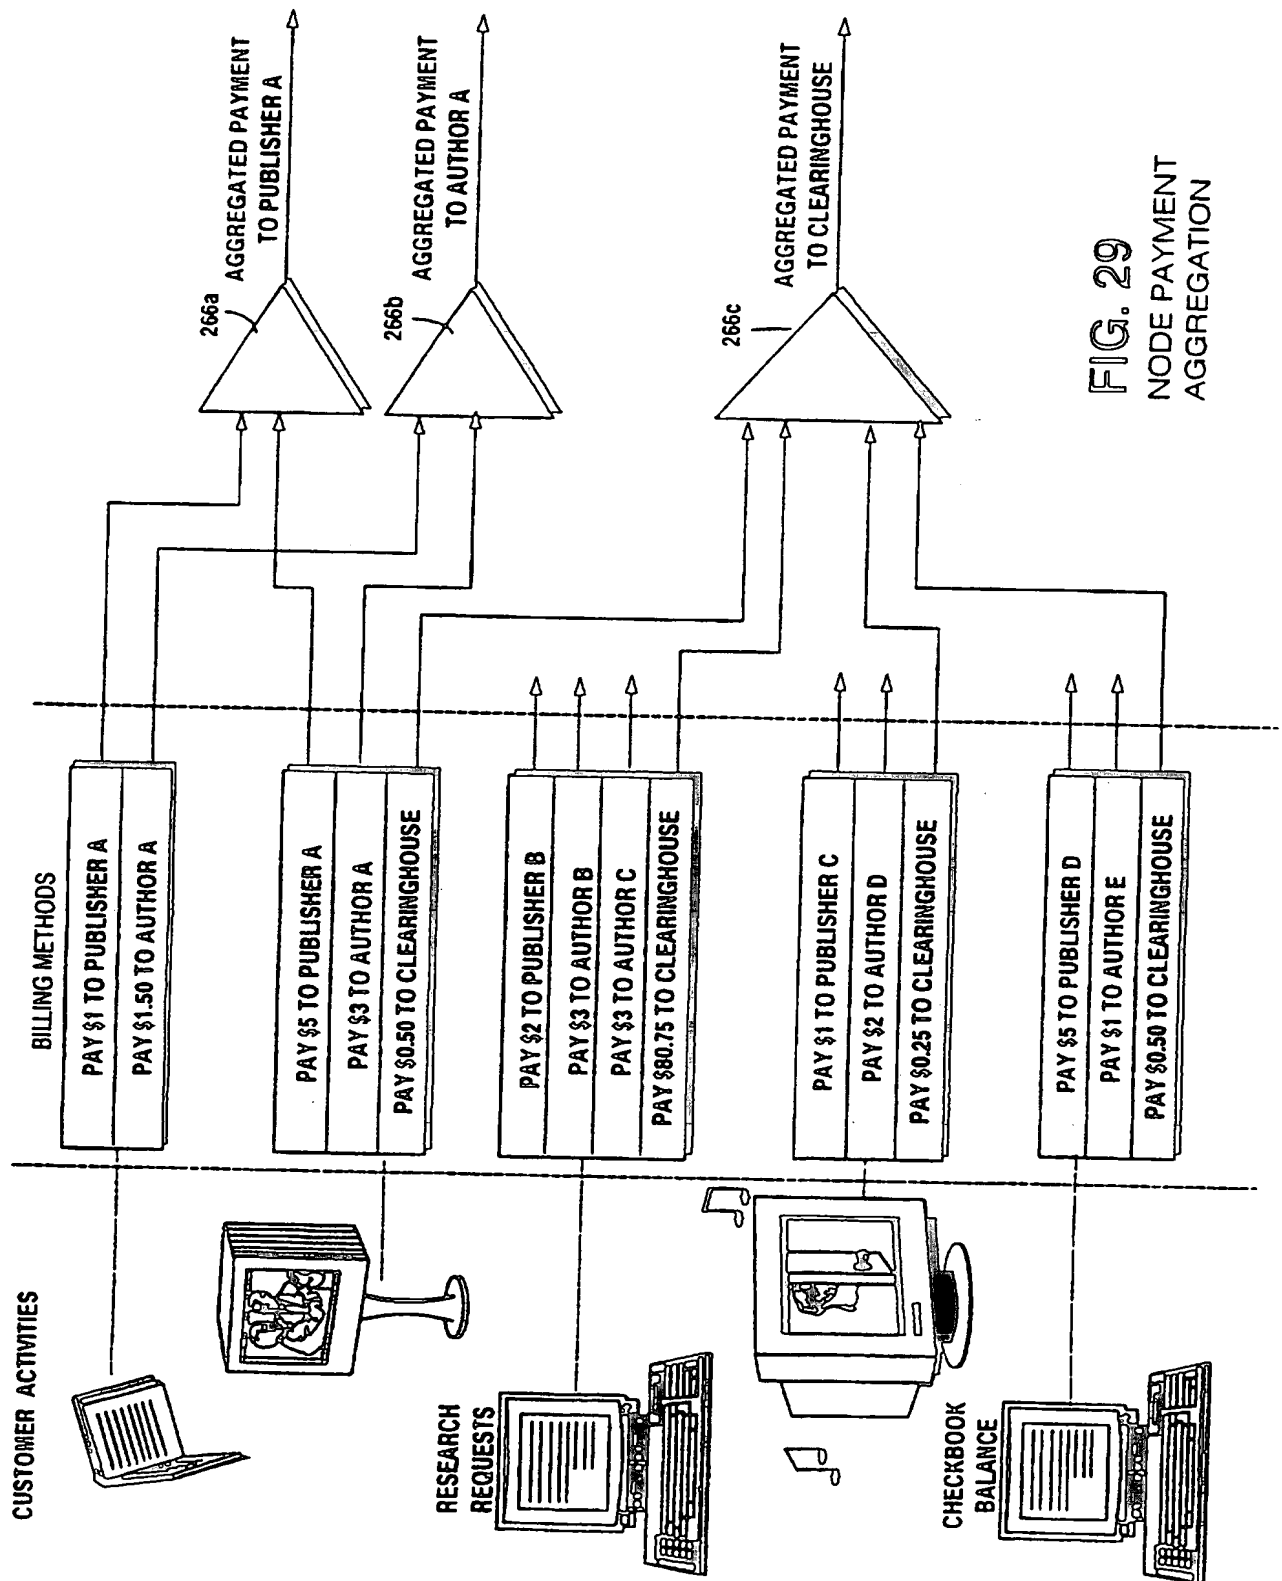 CUSTOMER ACTIVITIES
RESEARCH
REQUESTS
CHECKBOOK
BALANCE
BILLING METHODS
PAY $1 TO PUBLISHER A
PAY $1.50 TO AUTHOR A
PAY $5 TO PUBLISHER A
PAY $3 TO AUTHOR A
PAY $0.50 TO CLEARINGHOUSE
PAY $2 TO PUBLISHER B
PAY $3 TO AUTHOR B
PAY $3 TO AUTHOR C
PAY $80.75 TO CLEARINGHOUSE
PAY $1 TO PUBLISHER C
PAY $2 TO AUTHOR D
PAY $0.25 TO CLEARINGHOUSE
PAY $5 TO PUBLISHER D
PAY $1 TO AUTHOR E
PAY $0.50 TO CLEARINGHOUSE
266a
AGGREGATED PAYMENT
TO PUBLISHER A
266b
AGGREGATED PAYMENT
TO AUTHOR A
266c
AGGREGATED PAYMENT
TO CLEARINGHOUSE
FIG. 29
NODE PAYMENT
AGGREGATION